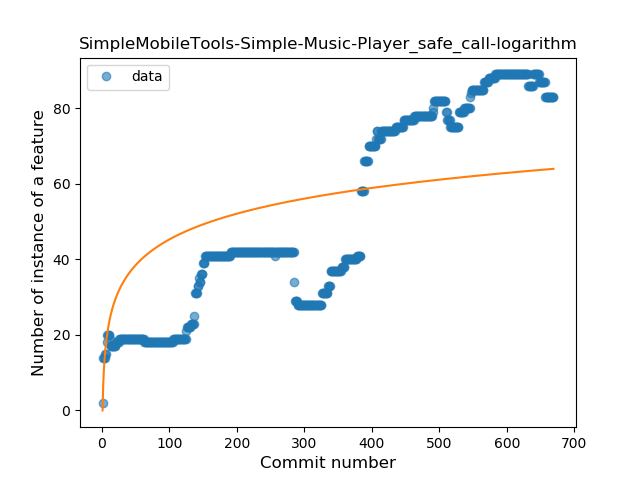 SimpleMobileTools-Simple-Music-Player_safe_call-logarithm
data
Number of instance of a feature
80
60
40
20
0
0 100 200 300 400 500 600 700
Commit number